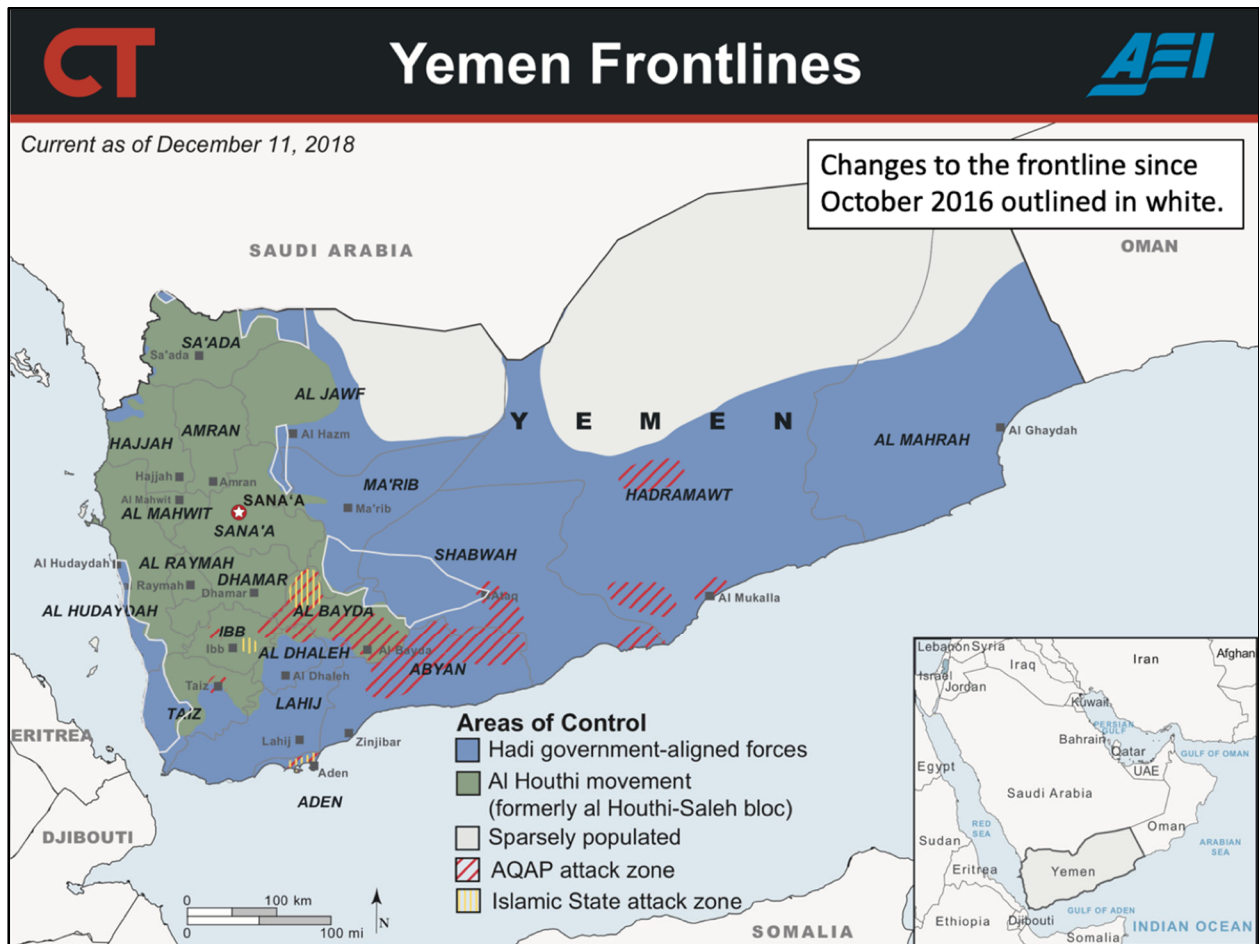 CT
Yemen Frontlines
AEI
Current as of December 11, 2018
Changes to the frontline since
October 2016 outlined in white.
SAUDI ARABIA
OMAN
SA'ADA
Sa'ada
AL JAWF
Y E M E N
AMRAN
HAJJAH
Al Hazm
AL MAHRAH
Al Ghaydah
Hajjah
Amran
MA'RIB
HADRAMAWT
Al Mahwit
SANA'A
AL MAHWIT
Ma'rib
SANA'A
SHABWAH
Al Hudaydah
AL RAYMAH
DHAMAR
Raymah
Dhamar
Ataq
Al Mukalla
AL HUDAYDAH
AL BAYDA
IBB
Ibb
AL DHALEH
Al Bayda
ABYAN
Al Dhaleh
Taiz
LAHIJ
TAIZ
Lahij
Zinjibar
Aden
ADEN
ERITREA
DJIBOUTI
SOMALIA
Areas of Control
Hadi government-aligned forces
Al Houthi movement
(formerly al Houthi-Saleh bloc)
Sparsely populated
AQAP attack zone
Islamic State attack zone
0 100 km
0 100 mi
N
Lebanon
Syria
Iran
Afghan
Iraq
Israel
Jordan
Kuwait
PERSIAN
GULF
Bahrain
Qatar
GULF OF OMAN
Egypt
UAE
Saudi Arabia
Oman
RED
SEA
ARABIAN
SEA
Sudan
Eritrea
Yemen
GULF OF ADEN
Ethiopia
Djibouti
Somalia
INDIAN OCEAN